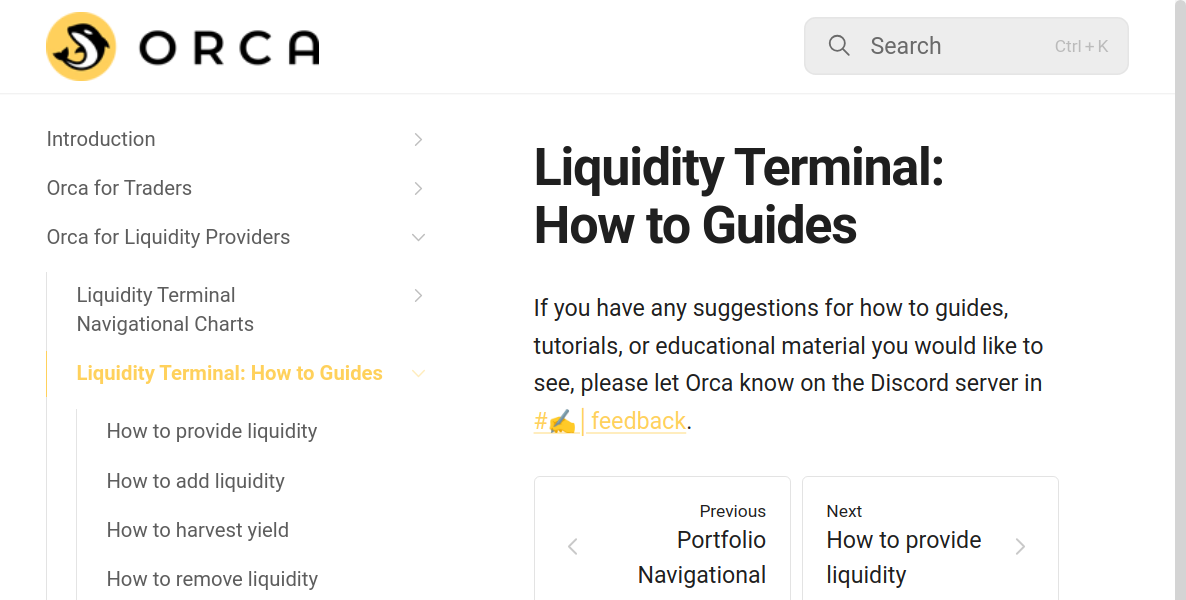 ORCA
Search
Ctrl + K
Introduction
Orca for Traders
Orca for Liquidity Providers
Liquidity Terminal
Navigational Charts
Liquidity Terminal: How to Guides
How to provide liquidity
How to add liquidity
How to harvest yield
How to remove liquidity
Liquidity Terminal:
How to Guides
If you have any suggestions for how to guides,
tutorials, or educational material you would like to
see, please let Orca know on the Discord server in
#✍️│feedback.
Previous
Portfolio
Navigational
Next
How to provide
liquidity